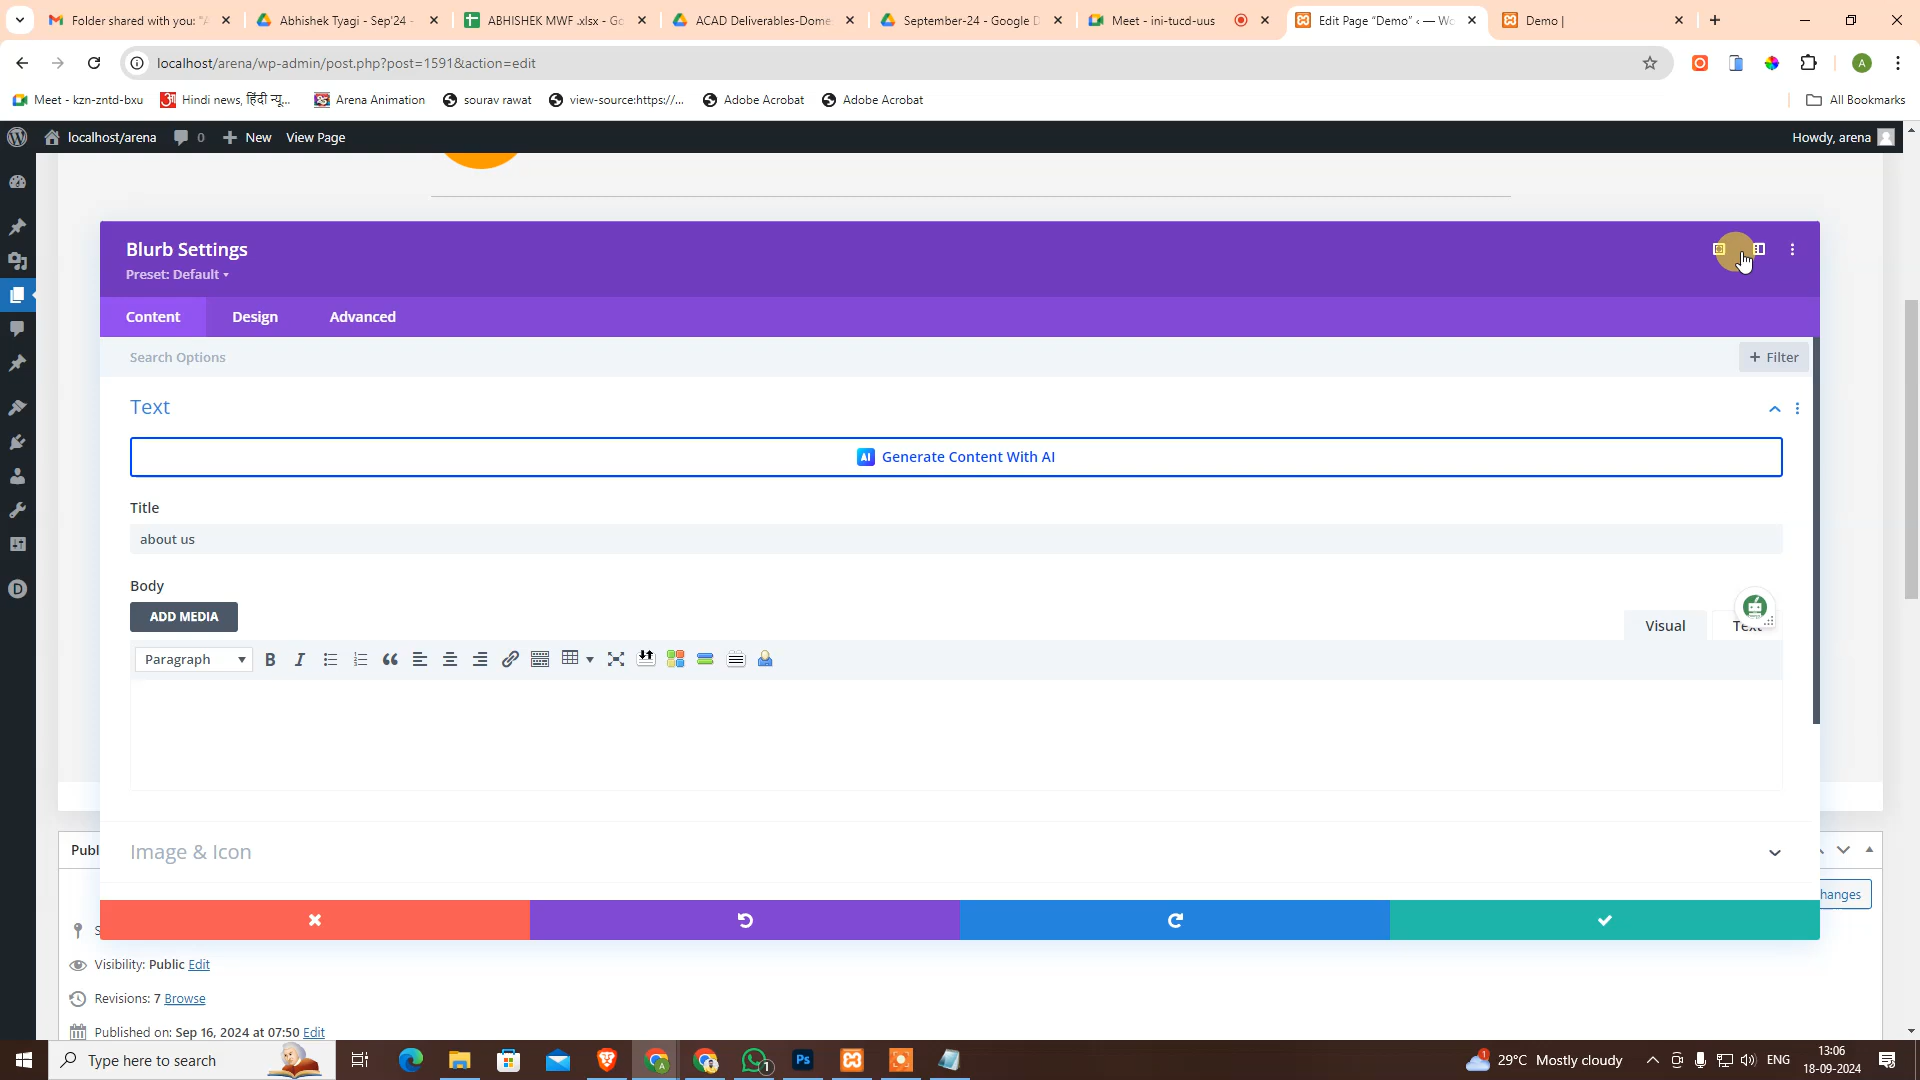 Folder shared with you: "A
Abhishek Tyagi - Sep'24 -
ABHISHEK MWF .xlsx - Go
ACAD Deliverables-Dome
September-24 - Google D
Meet - ini-tucd-uus
Edit Page "Demo" ‹ — Wo
Demo |
localhost/arena/wp-admin/post.php?post=1591&action=edit
A
Meet - kzn-zntd-bxu
Hindi news, हिंदी न्यू...
Arena Animation
sourav rawat
view-source:https://...
Adobe Acrobat
Adobe Acrobat
All Bookmarks
localhost/arena
0
New
View Page
Howdy, arena
Blurb Settings
Preset: Default
Content
Design
Advanced
Search Options
+ Filter
Text
AI Generate Content With AI
Title
about us
Body
ADD MEDIA
Visual
Text
Paragraph
B I
Image & Icon
Publ
hanges
S
Visibility: Public Edit
Revisions: 7 Browse
Published on: Sep 16, 2024 at 07:50 Edit
Type here to search
Ps
1
29°C Mostly cloudy
ENG
13:06
18-09-2024